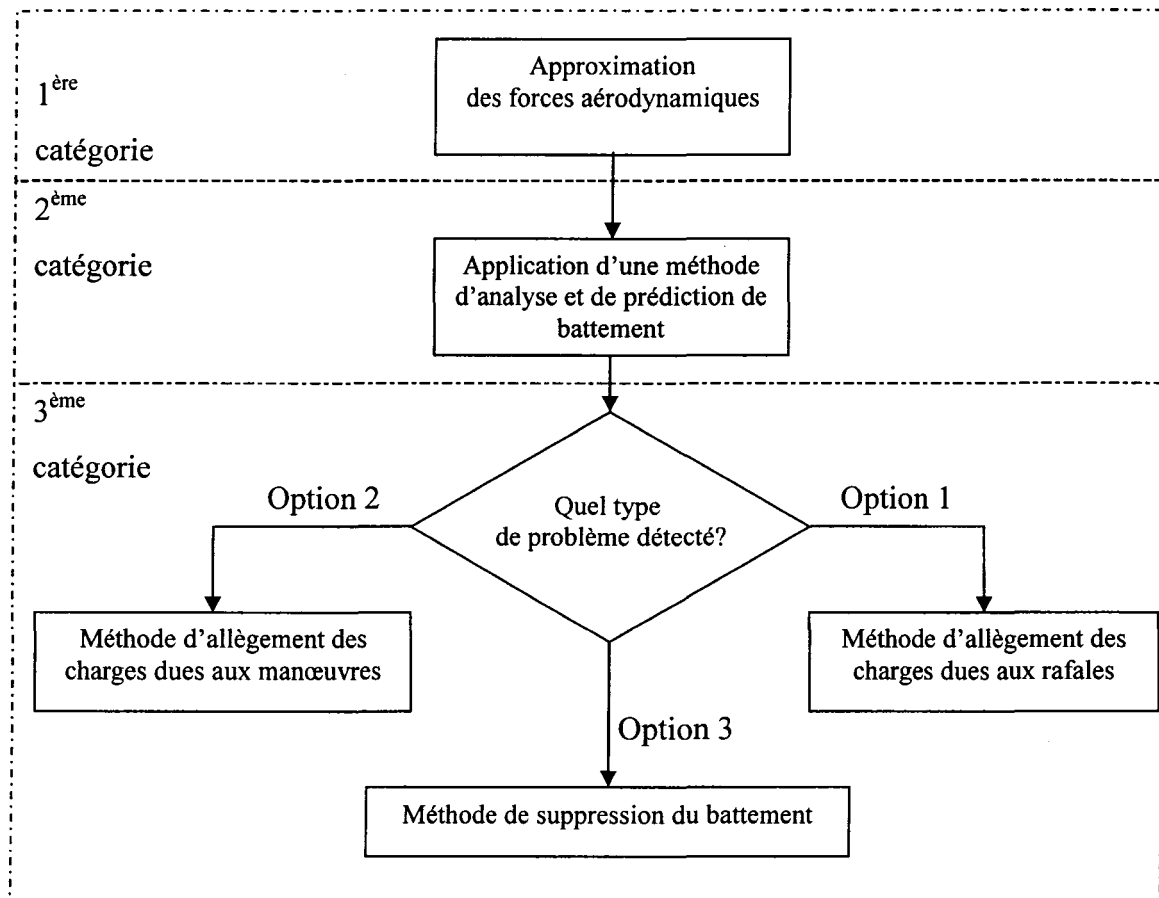 1ère
catégorie
Approximation
des forces aérodynamiques
2ème
catégorie
Application d’une méthode
d’analyse et de prédiction de
battement
3ème
catégorie
Option 2
Quel type
de problème détecté?
Option 1
Méthode d’allègement des
charges dues aux manœuvres
Méthode d’allègement des
charges dues aux rafales
Option 3
Méthode de suppression du battement